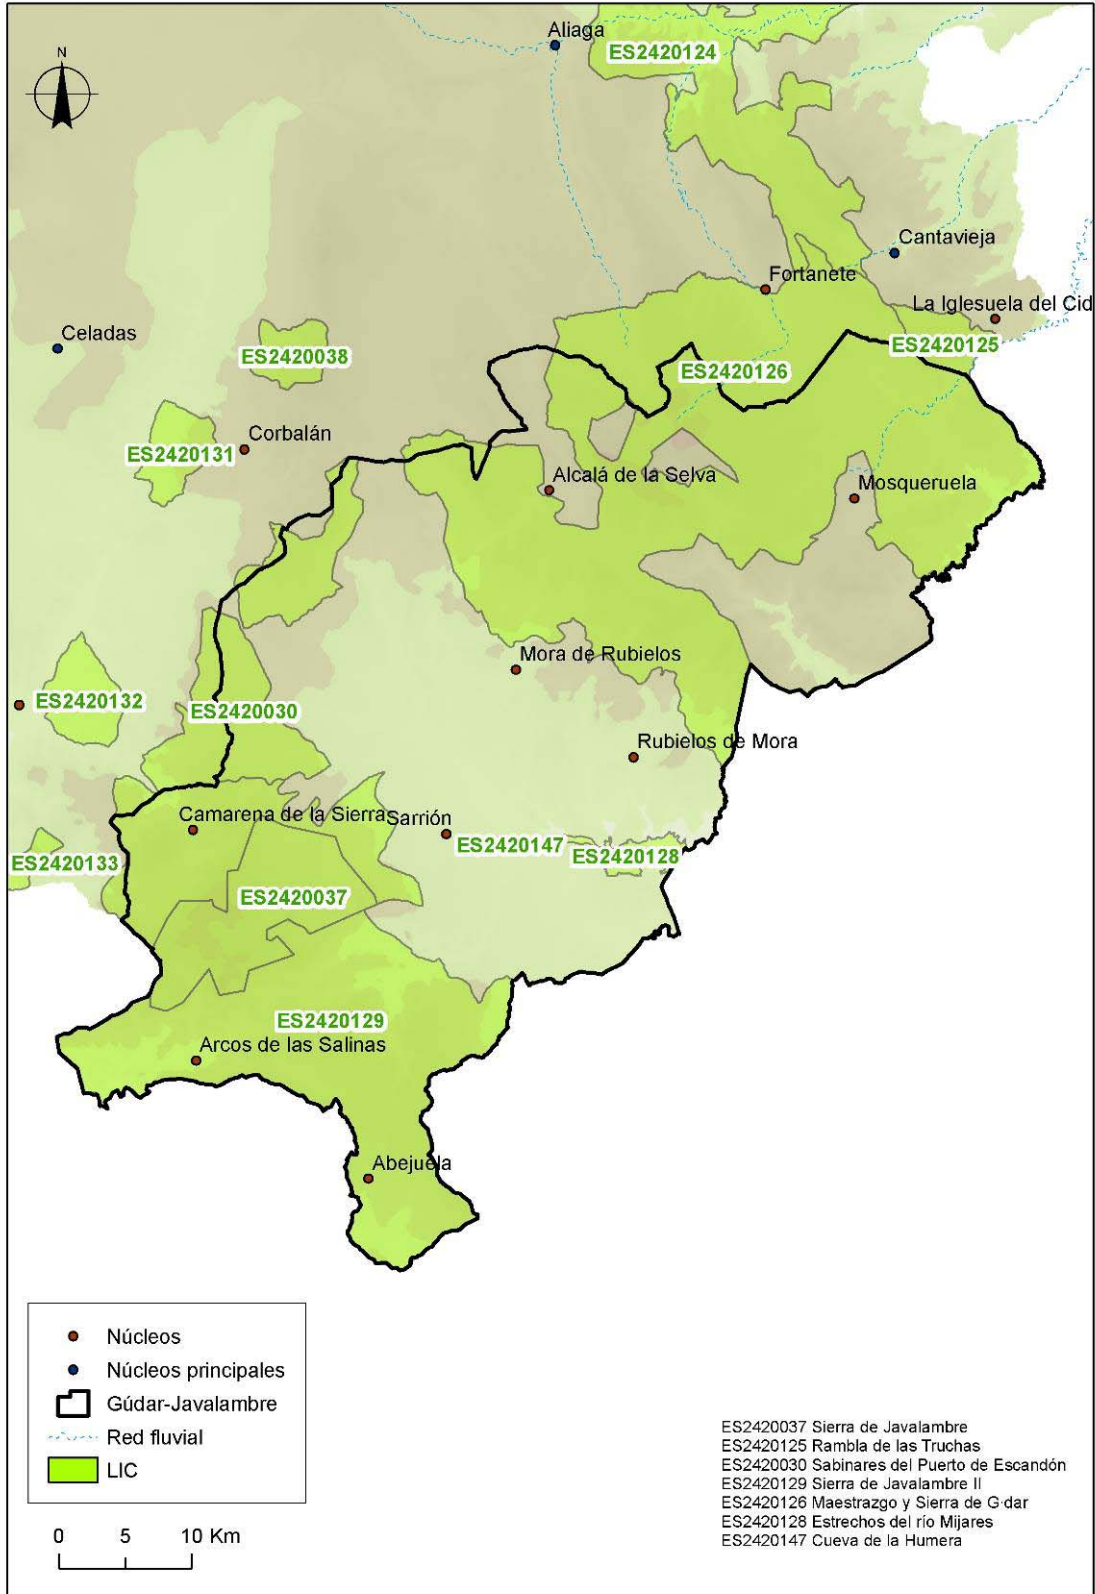 Aliaga
ES2420124
N
Cantavieja
Fortanete
La Iglesuela del Cid
Celadas
ES2420038
ES2420125
ES2420126
Corbalán
ES2420131
Alcalá de la Selva
Mosqueruela
Mora de Rubielos
ES2420132
ES2420030
Rubielos de Mora
Camarena de la Sierra
Sarrión
ES2420147
ES2420128
ES2420133
ES2420037
ES2420129
Arcos de las Salinas
Abejuela
Núcleos
Núcleos principales
Gúdar-Javalambre
Red fluvial
LIC
0 5 10 Km
ES2420037 Sierra de Javalambre
ES2420125 Rambla de las Truchas
ES2420030 Sabinares del Puerto de Escandón
ES2420129 Sierra de Javalambre II
ES2420126 Maestrazgo y Sierra de G·dar
ES2420128 Estrechos del río Mijares
ES2420147 Cueva de la Humera